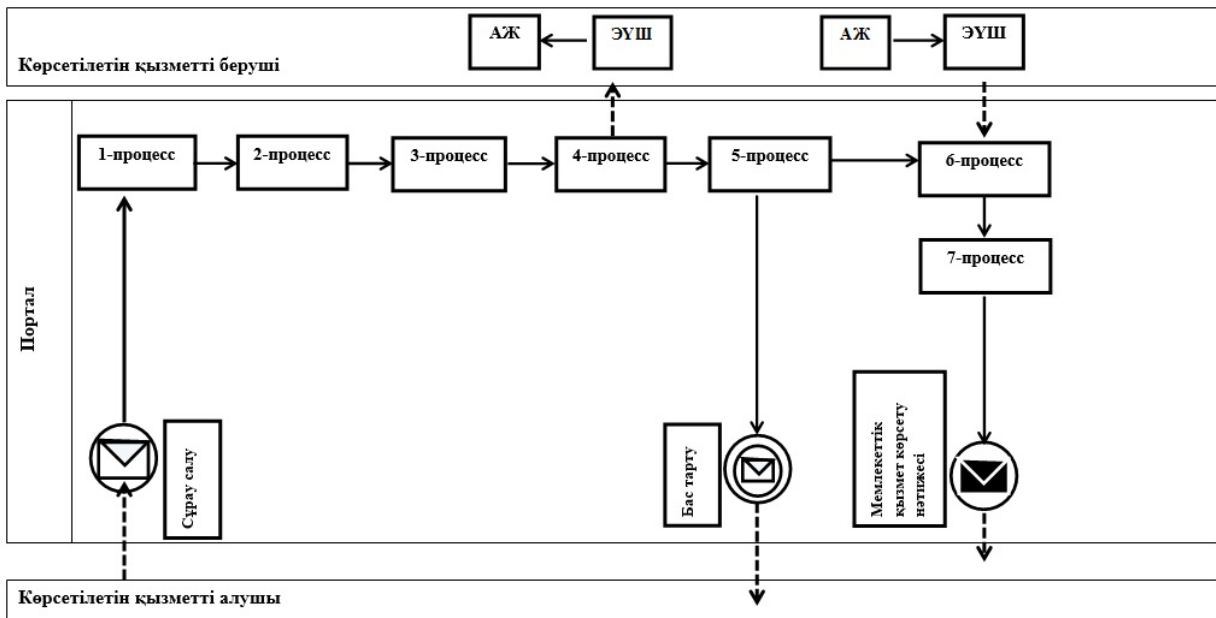 АЖ
ЭҮШ
АЖ
ЭҮШ
Көрсетілетін қызметті беруші
Портал
1-процесс
2-процесс
3-процесс
4-процесс
5-процесс
6-процесс
7-процесс
Сұрау салу
Бас тарту
Мемлекеттік
қызмет көрсету
нәтижесі
Көрсетілетін қызметті алушы